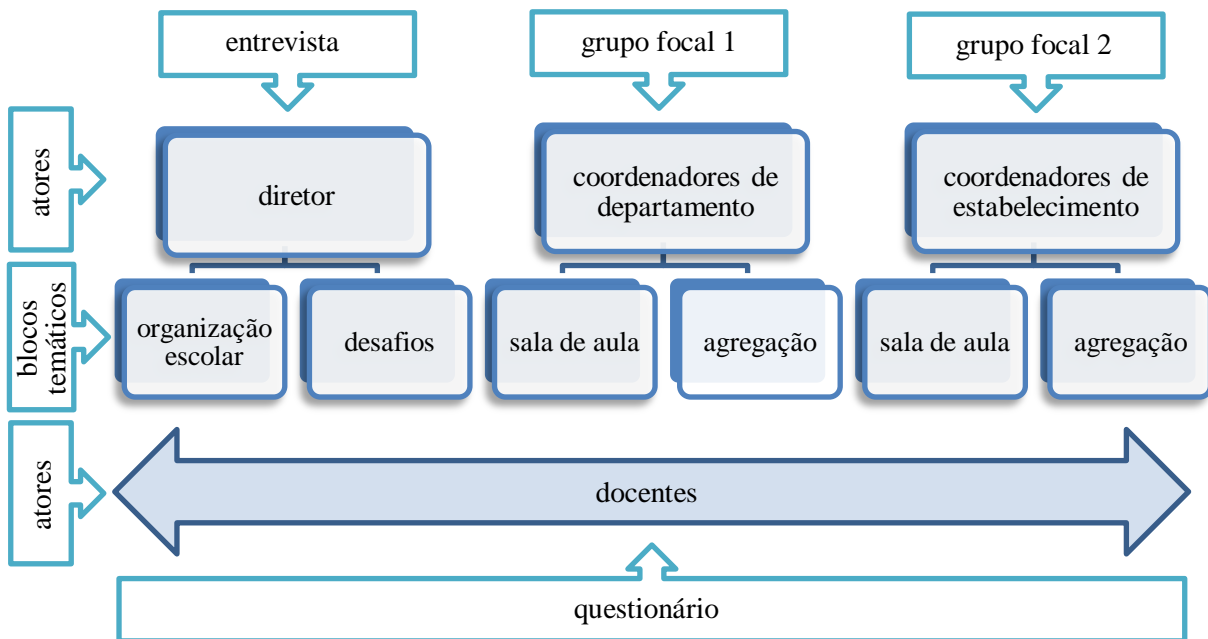 entrevista
grupo focal 1
grupo focal 2
atores
diretor
coordenadores de
departamento
coordenadores de
estabelecimento
blocos
temáticos
organização
escolar
desafios
sala de aula
agregação
sala de aula
agregação
atores
docentes
questionário